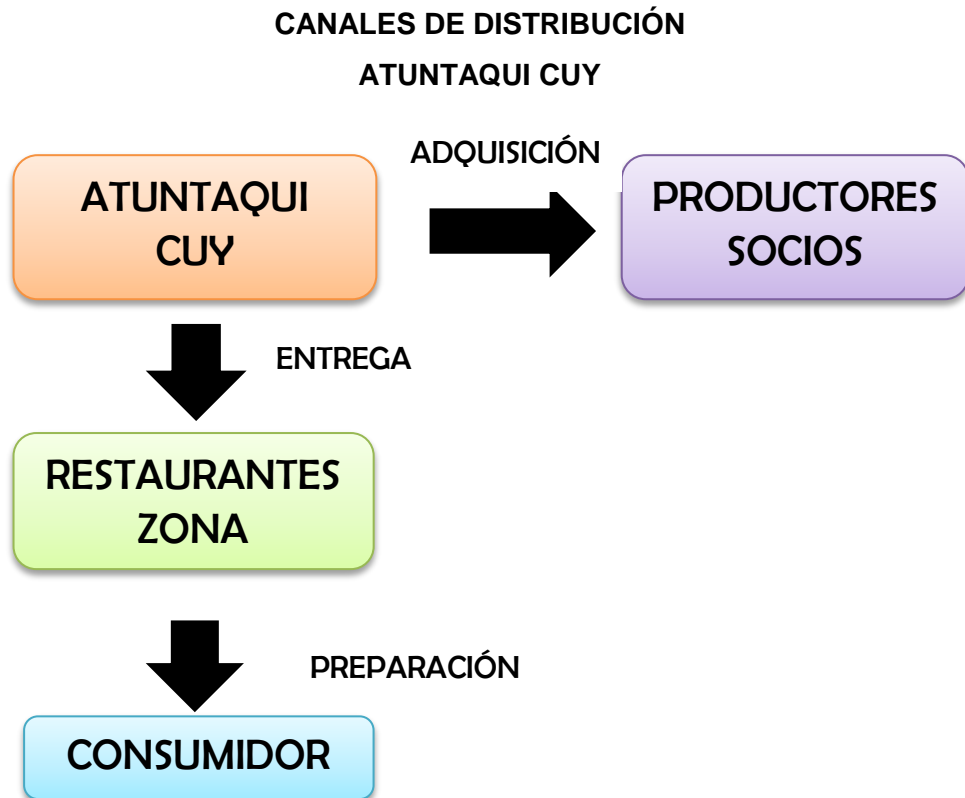 CANALES DE DISTRIBUCIÓN
ATUNTAQUI CUY
ATUNTAQUI
CUY
ADQUISICIÓN
PRODUCTORES
SOCIOS
ENTREGA
RESTAURANTES
ZONA
PREPARACIÓN
CONSUMIDOR